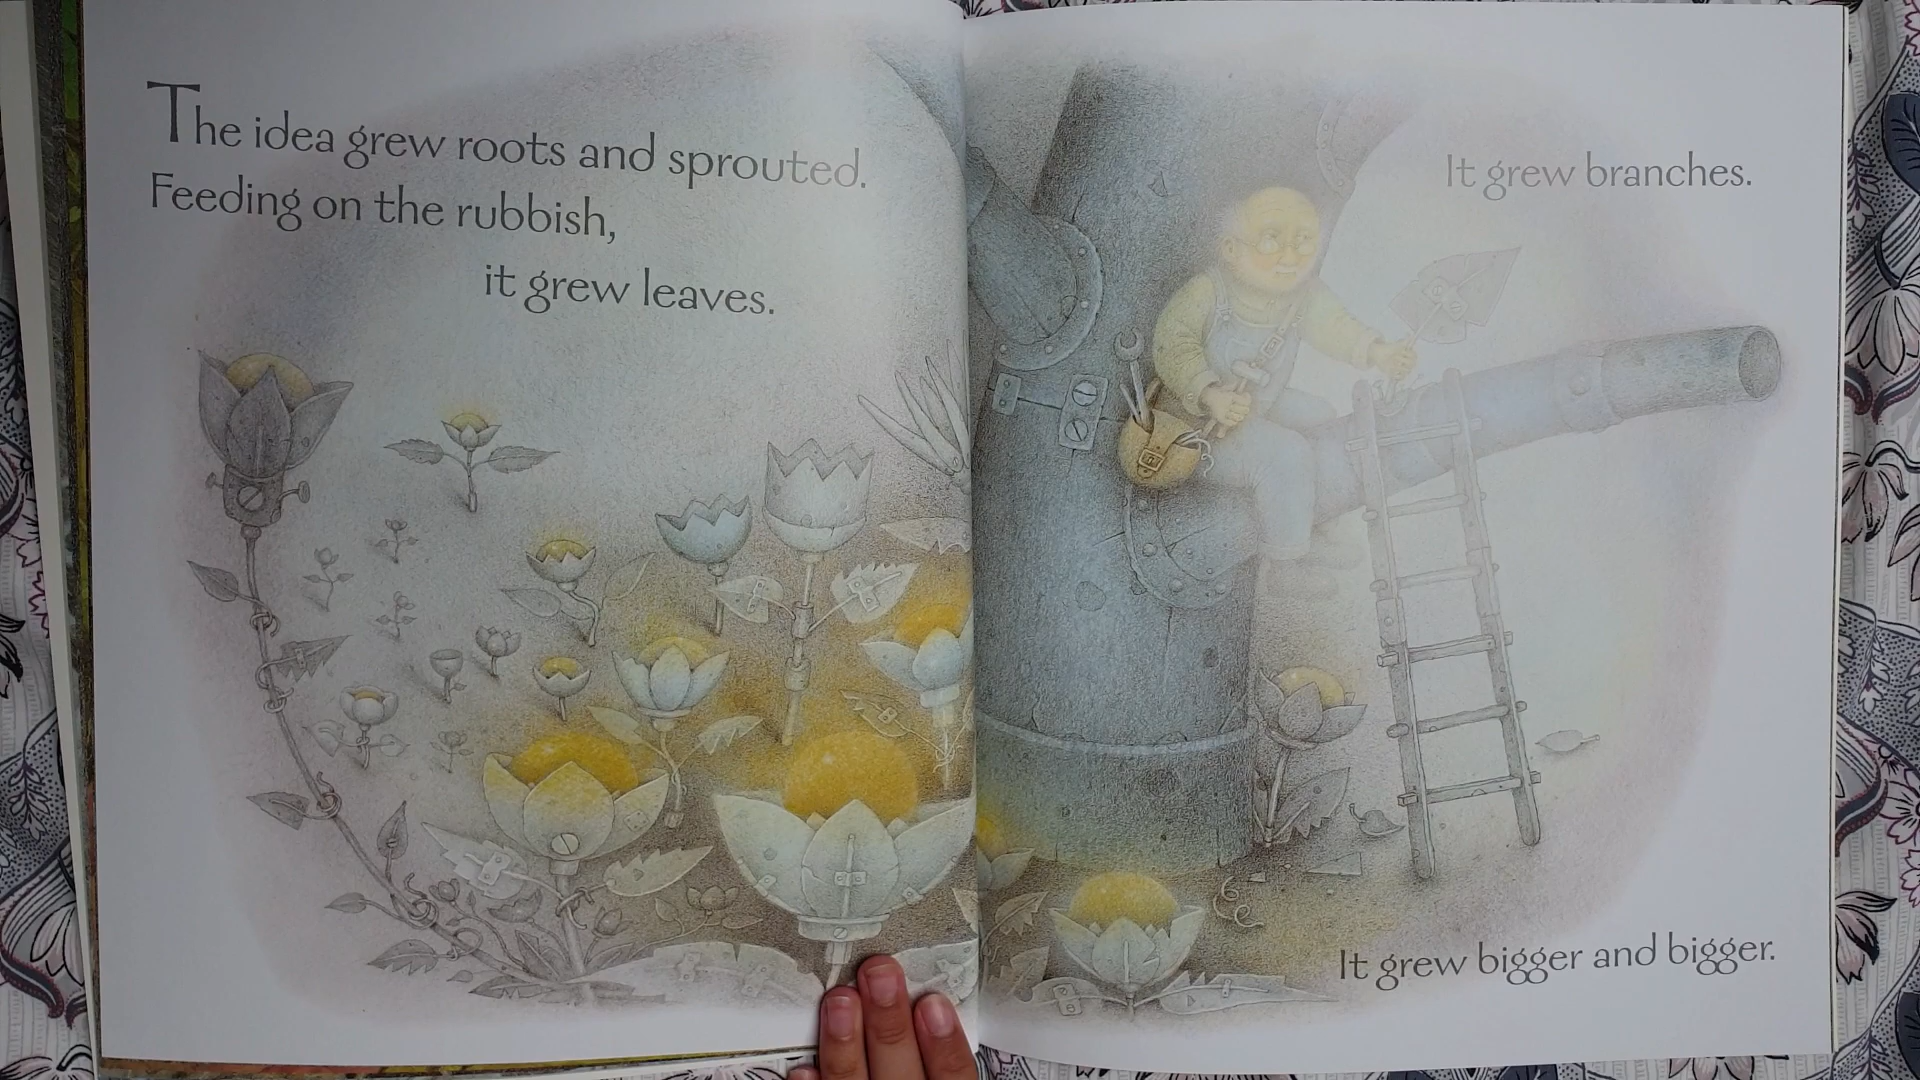 The idea grew roots and sprouted.
Feeding on the rubbish,
it grew leaves.
It grew branches.
It grew bigger and bigger.